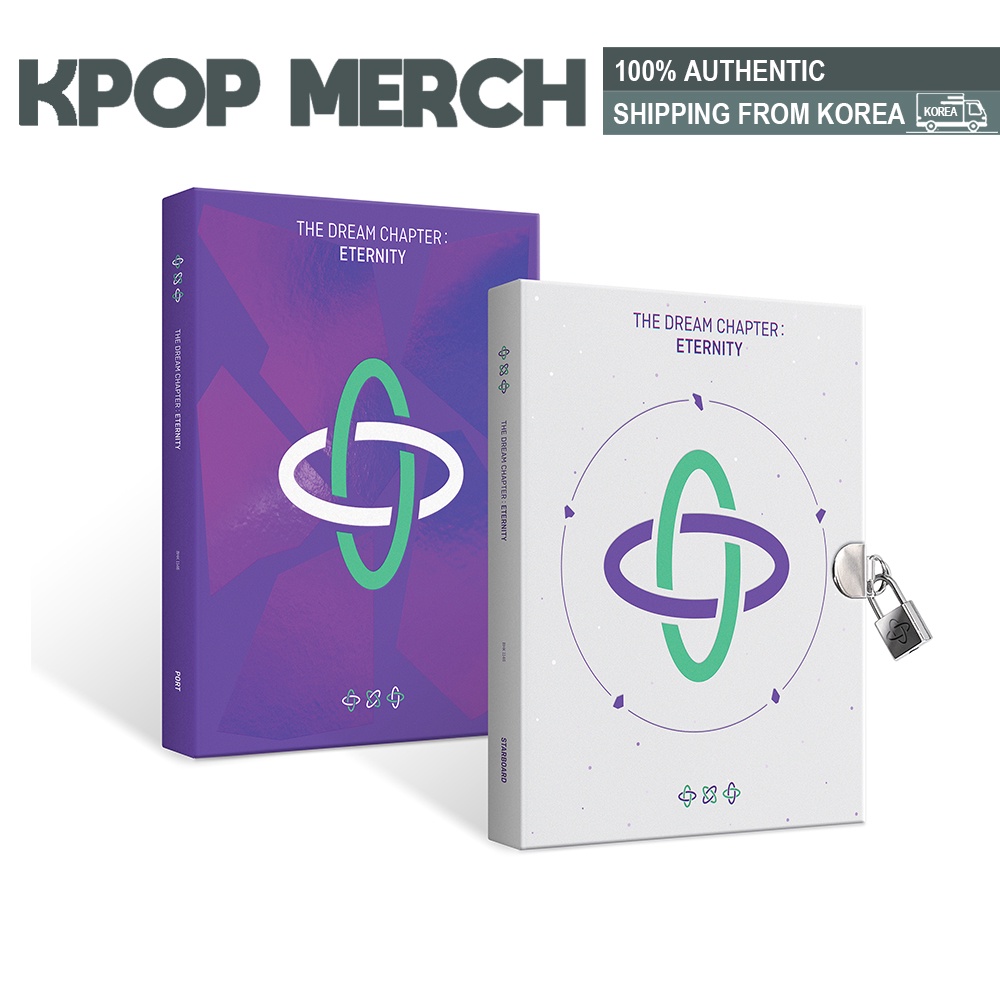 KPOP MERCH
100% AUTHENTIC
SHIPPING FROM KOREA
KOREA
THE DREAM CHAPTER :
ETERNITY
THE DREAM CHAPTER : ETERNITY
PORT
THE DREAM CHAPTER :
ETERNITY
THE DREAM CHAPTER : ETERNITY
STARBOARD